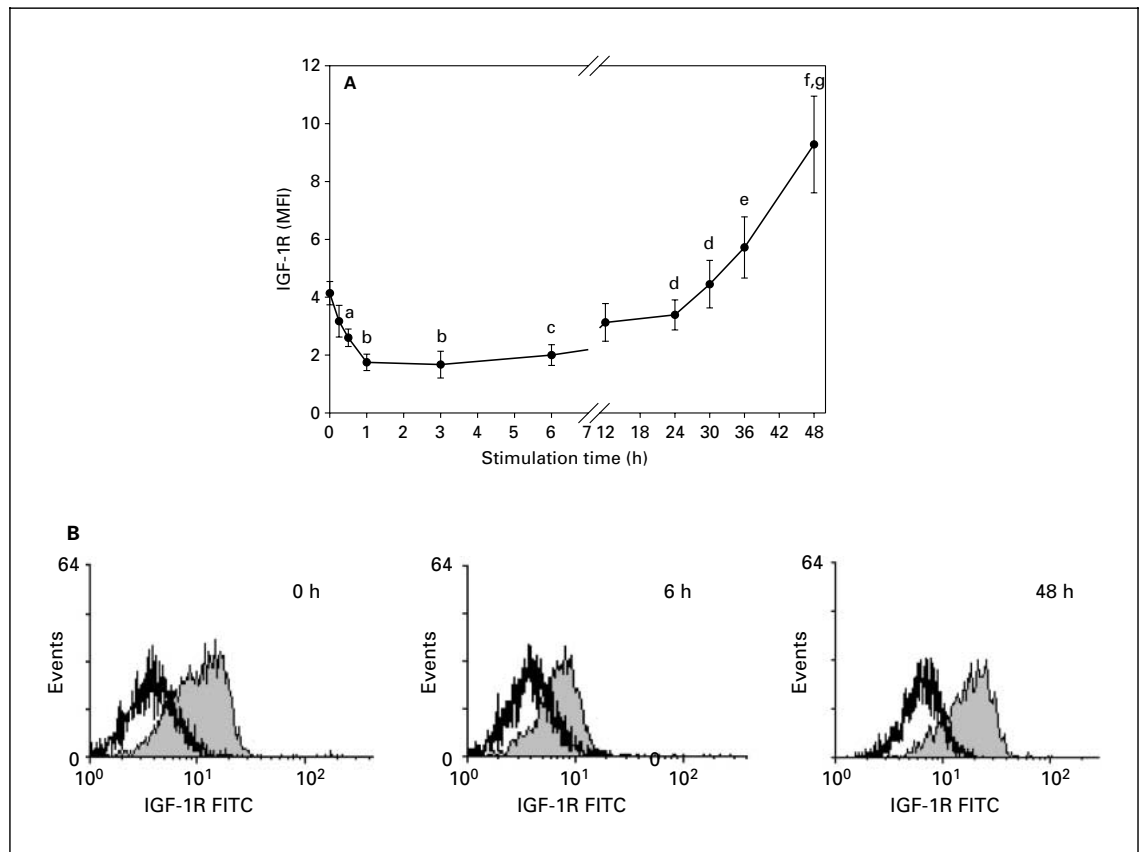 A
12
10
8
6
4
2
0
IGF-1R (MFI)
a
b
b
c
d
d
e
f,g
0 1 2 3 4 5 6 7 12 18 24 30 36 42 48
Stimulation time (h)
B
64
0 h
Events
0
10⁰ 10¹ 10²
IGF-1R FITC
64
6 h
Events
0
0
10⁰ 10¹ 10²
IGF-1R FITC
64
48 h
Events
0
10⁰ 10¹ 10²
IGF-1R FITC